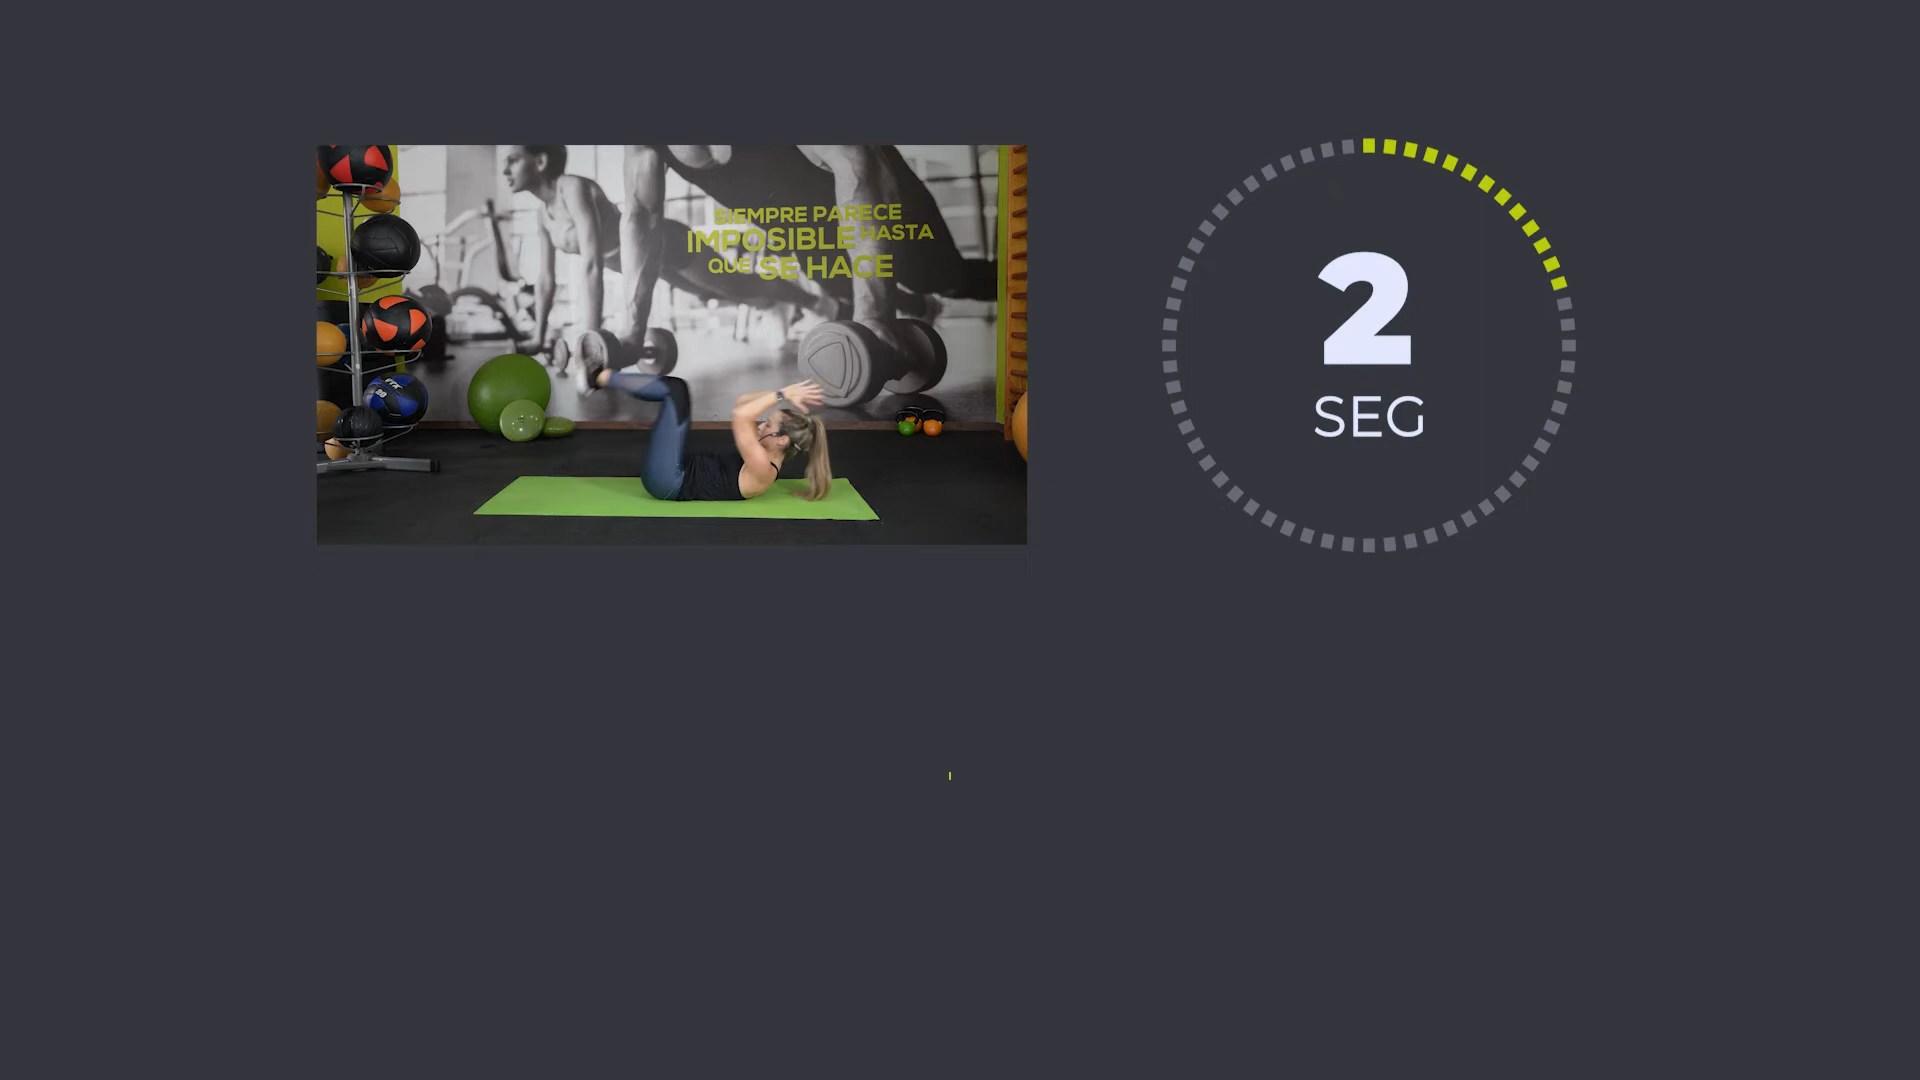 SIEMPRE PARECE
IMPOSIBLE HASTA
QUE SE HACE
2
SEG